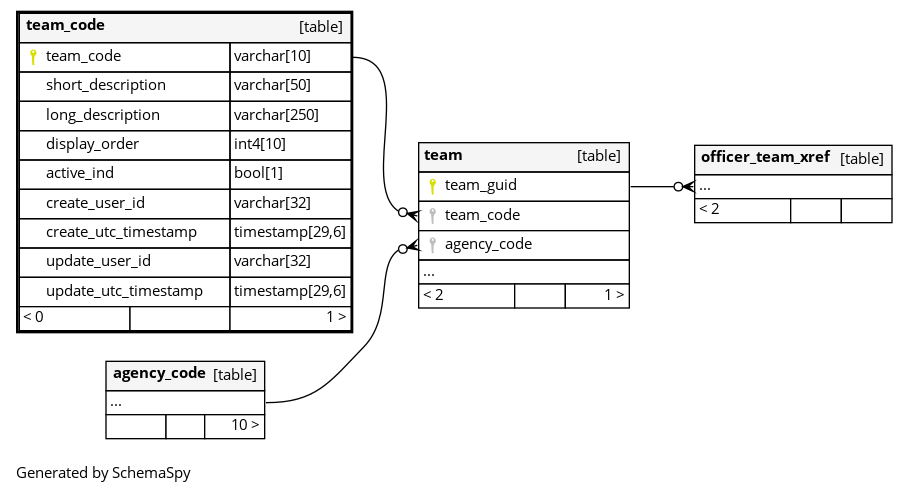 team_code [table]
team_code varchar[10]
short_description varchar[50]
long_description varchar[250]
display_order int4[10]
active_ind bool[1]
create_user_id varchar[32]
create_utc_timestamp timestamp[29,6]
update_user_id varchar[32]
update_utc_timestamp timestamp[29,6]
< 0 1 >
team [table]
team_guid
team_code
agency_code
...
< 2 1 >
officer_team_xref [table]
...
< 2
agency_code [table]
...
10 >
Generated by SchemaSpy